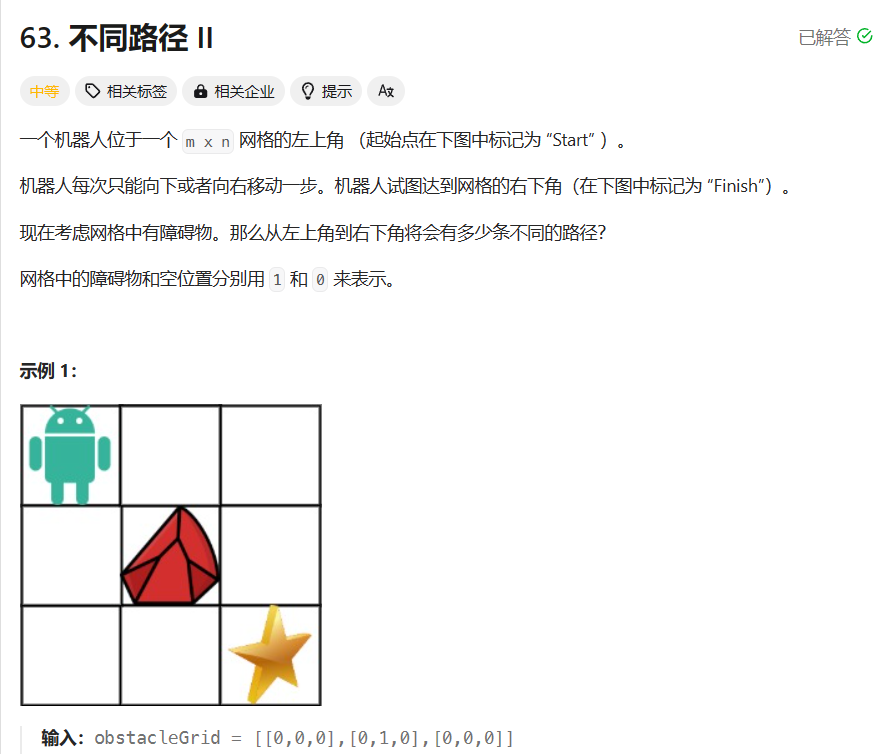 63. 不同路径 II
已解答
中等 相关标签 相关企业 提示 Aㄡ
一个机器人位于一个 m x n 网格的左上角 （起始点在下图中标记为 “Start” ）。
机器人每次只能向下或者向右移动一步。机器人试图达到网格的右下角（在下图中标记为 “Finish”）。
现在考虑网格中有障碍物。那么从左上角到右下角将会有多少条不同的路径？
网格中的障碍物和空位置分别用 1 和 0 来表示。
示例 1：
输入：obstacleGrid = [[0,0,0],[0,1,0],[0,0,0]]